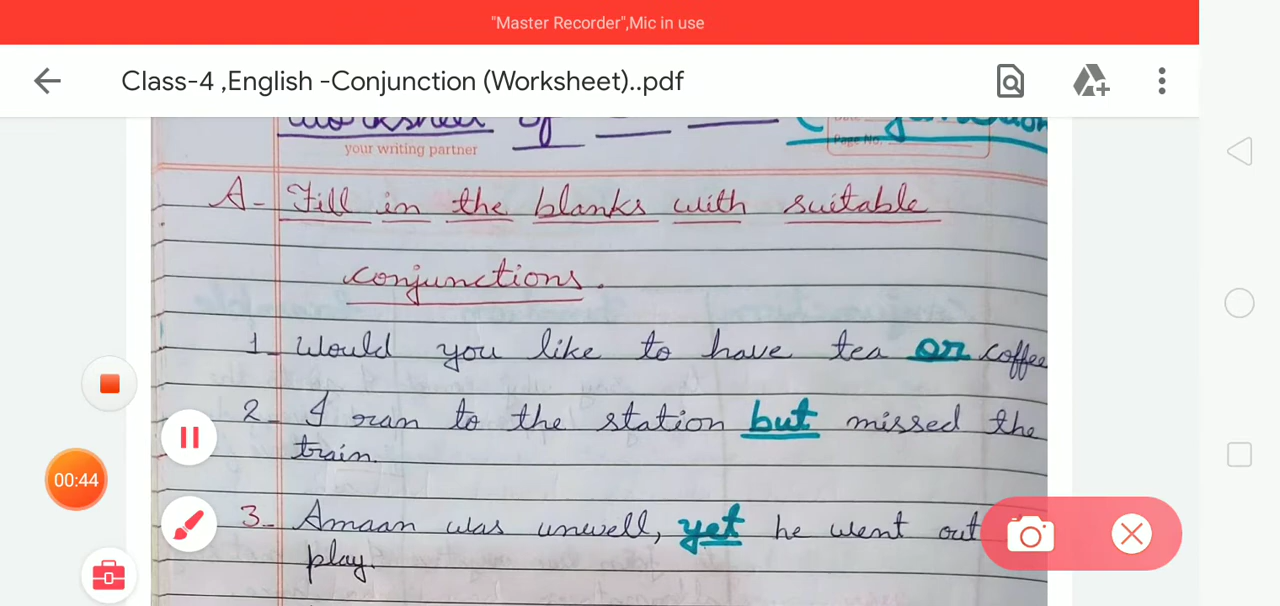 "Master Recorder",Mic in use
Class-4 ,English -Conjunction (Worksheet)..pdf
Worksheet of
your writing partner
Page No.
A- Fill in the blanks with suitable
conjunctions.
1- Would you like to have tea or coffee
2- I ran to the station but missed the
train.
3- Amaan was unwell, yet he went out
play.
00:44